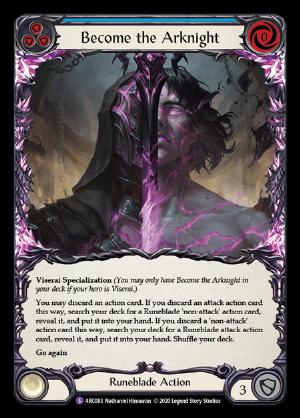 Become the Arknight
0
Viserai Specialization (You may only have Become the Arknight in
your deck if your hero is Viserai.)
You may discard an action card. If you discard an attack action card
this way, search your deck for a Runeblade 'non-attack' action card,
reveal it, and put it into your hand. If you discard a 'non-attack'
action card this way, search your deck for a Runeblade attack action
card, reveal it, and put it into your hand. Shuffle your deck.
Go again
Runeblade Action
3
S ARC083 Nathaniel Himawan © 2020 Legend Story Studios